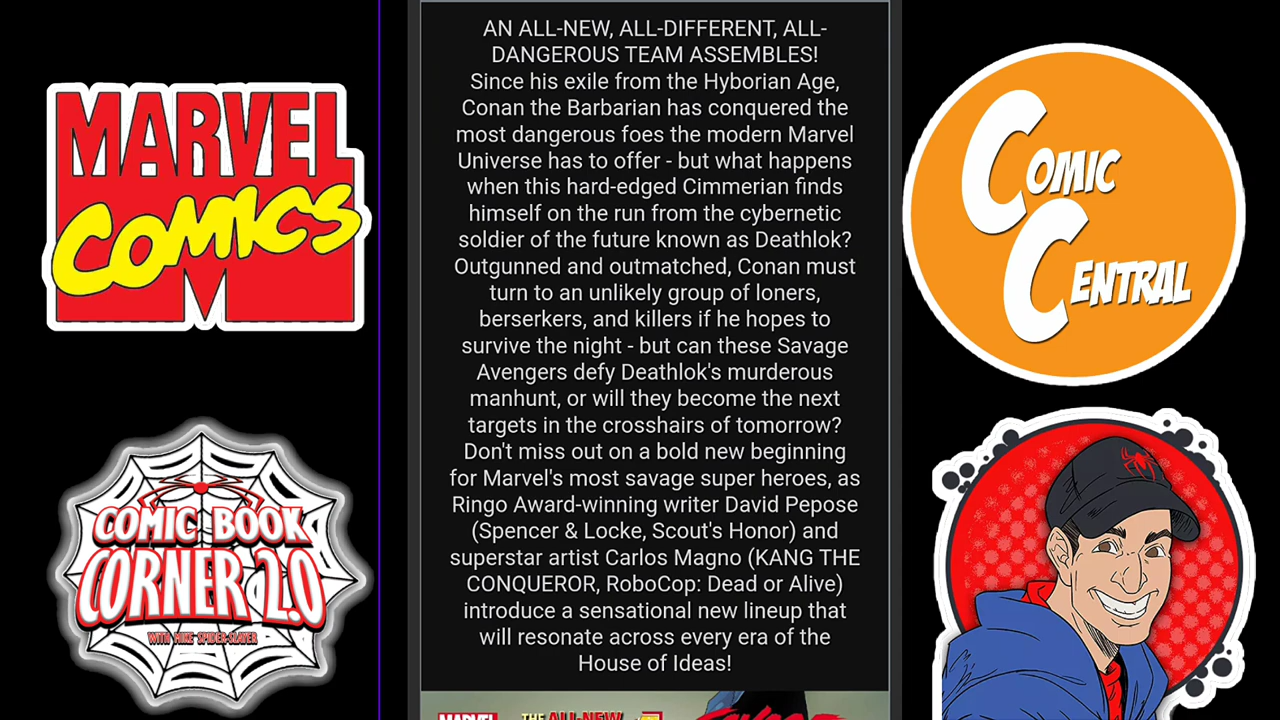 MARVEL
COMICS
M
COMIC BOOK
CORNER 2.0
WITH MIKE SPIDER-SLAYER
AN ALL-NEW, ALL-DIFFERENT, ALL-
DANGEROUS TEAM ASSEMBLES!
Since his exile from the Hyborian Age,
Conan the Barbarian has conquered the
most dangerous foes the modern Marvel
Universe has to offer - but what happens
when this hard-edged Cimmerian finds
himself on the run from the cybernetic
soldier of the future known as Deathlok?
Outgunned and outmatched, Conan must
turn to an unlikely group of loners,
berserkers, and killers if he hopes to
survive the night - but can these Savage
Avengers defy Deathlok's murderous
manhunt, or will they become the next
targets in the crosshairs of tomorrow?
Don't miss out on a bold new beginning
for Marvel's most savage super heroes, as
Ringo Award-winning writer David Pepose
(Spencer & Locke, Scout's Honor) and
superstar artist Carlos Magno (KANG THE
CONQUEROR, RoboCop: Dead or Alive)
introduce a sensational new lineup that
will resonate across every era of the
House of Ideas!
MARVEL THE ALL-NEW SAVAGE
COMIC
CENTRAL